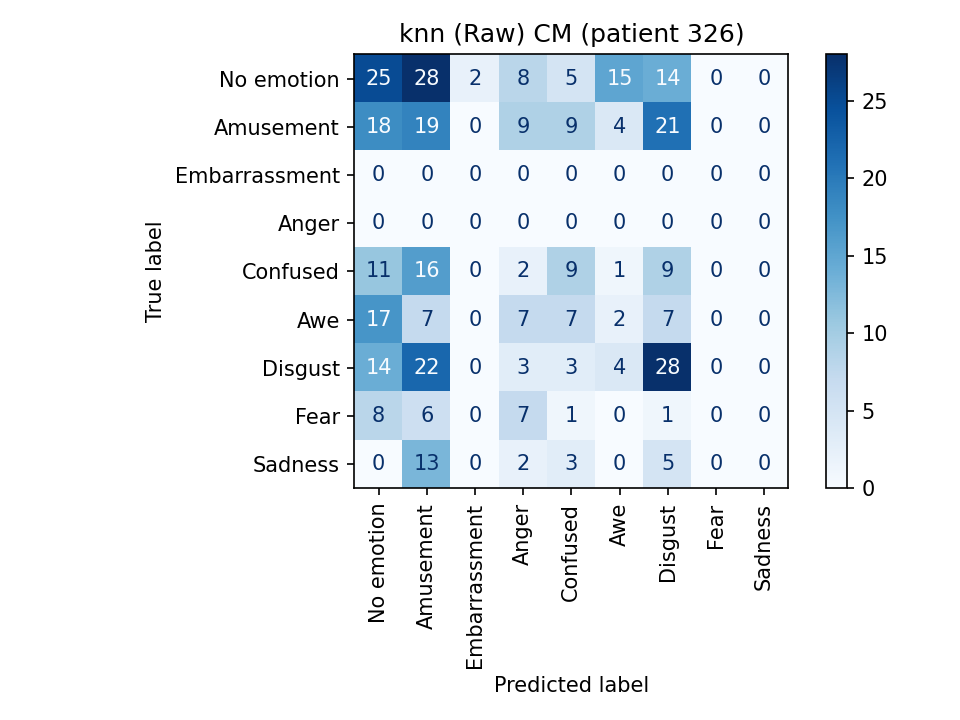 knn (Raw) CM (patient 326)
No emotion 25 28 2 8 5 15 14 0 0
Amusement 18 19 0 9 9 4 21 0 0
Embarrassment 0 0 0 0 0 0 0 0 0
Anger 0 0 0 0 0 0 0 0 0
Confused 11 16 0 2 9 1 9 0 0
Awe 17 7 0 7 7 2 7 0 0
Disgust 14 22 0 3 3 4 28 0 0
Fear 8 6 0 7 1 0 1 0 0
Sadness 0 13 0 2 3 0 5 0 0
True label
No emotion
Amusement
Embarrassment
Anger
Confused
Awe
Disgust
Fear
Sadness
Predicted label
25
20
15
10
5
0